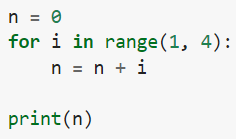 n = 0
for i in range(1, 4):
    n = n + i

print(n)